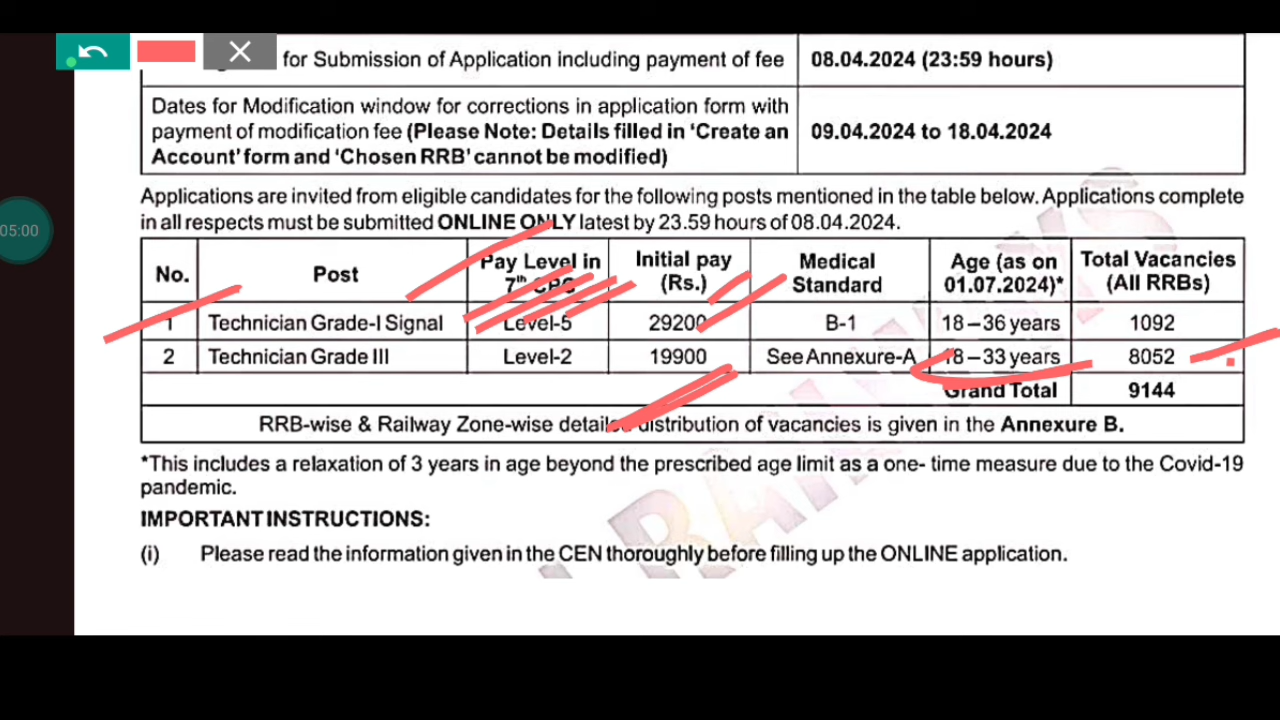 for Submission of Application including payment of fee 08.04.2024 (23:59 hours)
Dates for Modification window for corrections in application form with
payment of modification fee (Please Note: Details filled in 'Create an
Account' form and 'Chosen RRB' cannot be modified)
09.04.2024 to 18.04.2024
Applications are invited from eligible candidates for the following posts mentioned in the table below. Applications complete
in all respects must be submitted ONLINE ONLY latest by 23.59 hours of 08.04.2024.
05:00
No. Post Pay Level in 7th CPC Initial pay (Rs.) Medical Standard Age (as on 01.07.2024)* Total Vacancies (All RRBs)
1 Technician Grade-I Signal Level-5 29200 B-1 18-36 years 1092
2 Technician Grade III Level-2 19900 See Annexure-A 18-33 years 8052
Grand Total 9144
RRB-wise & Railway Zone-wise detailed distribution of vacancies is given in the Annexure B.
*This includes a relaxation of 3 years in age beyond the prescribed age limit as a one- time measure due to the Covid-19
pandemic.
IMPORTANT INSTRUCTIONS:
(i) Please read the information given in the CEN thoroughly before filling up the ONLINE application.